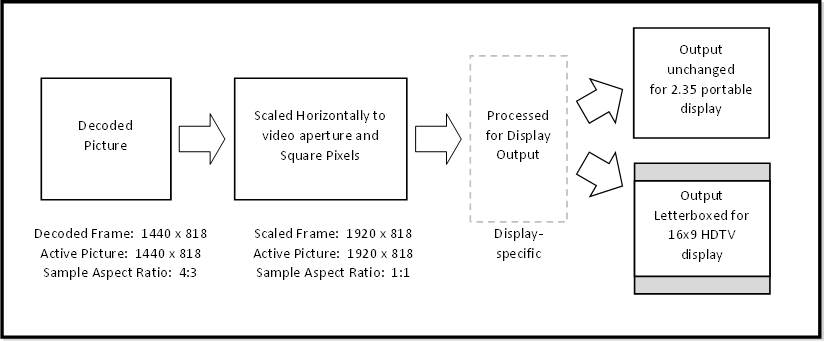 Decoded
Picture
Decoded Frame: 1440 x 818
Active Picture: 1440 x 818
Sample Aspect Ratio: 4:3
Scaled Horizontally to
video aperture and
Square Pixels
Scaled Frame: 1920 x 818
Active Picture: 1920 x 818
Sample Aspect Ratio: 1:1
Processed
for Display
Output
Display-
specific
Output
unchanged
for 2.35 portable
display
Output
Letterboxed for
16x9 HDTV
display